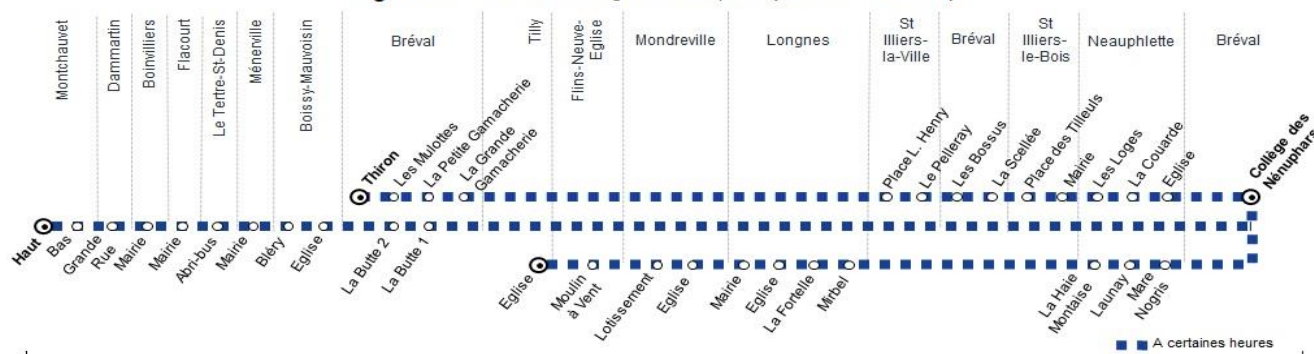 Montchauvet
Dammartin
Boinvilliers
Flacourt
Le Tertre-St-Denis
Ménerville
Boissy-Mauvoisin
Bréval
Tilly
Flins-Neuve-
Eglise
Mondreville
Longnes
St
Illiers-
la-Ville
Bréval
St
Illiers-
le-Bois
Neauphlette
Bréval
Thiron
Les Mulottes
La Petite Gamacherie
La Grande
Gamacherie
Place L. Henry
Le Pelleray
Les Bossus
La Scellée
Place des Tilleuls
Mairie
Les Loges
La Couarde
Eglise
Collège des
Nénuphars
Haut
Bas
Grande
Rue
Mairie
Mairie
Abri-bus
Mairie
Bléry
Eglise
La Butte 2
La Butte 1
Eglise
Moulin
à Vent
Lotissement
Eglise
Mairie
Eglise
La Fortelle
Mirbel
La Haie
Montaise
Launay
Mare
Nogris
A certaines heures